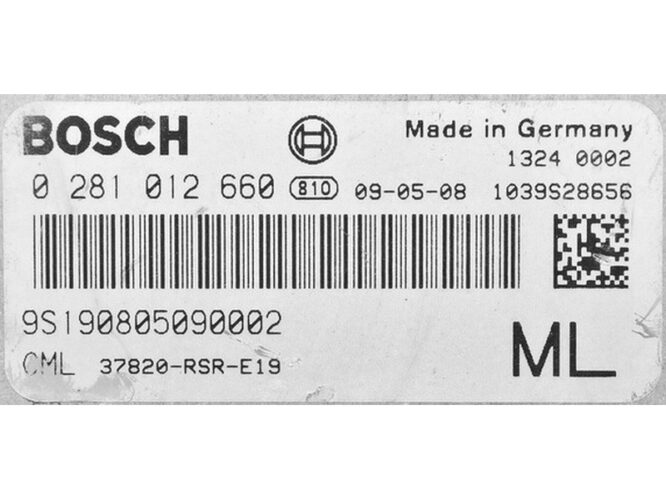 BOSCH
Made in Germany
1324 0002
0 281 012 660 810 09-05-08 1039S28656
9S190805090002
CML 37820-RSR-E19
ML